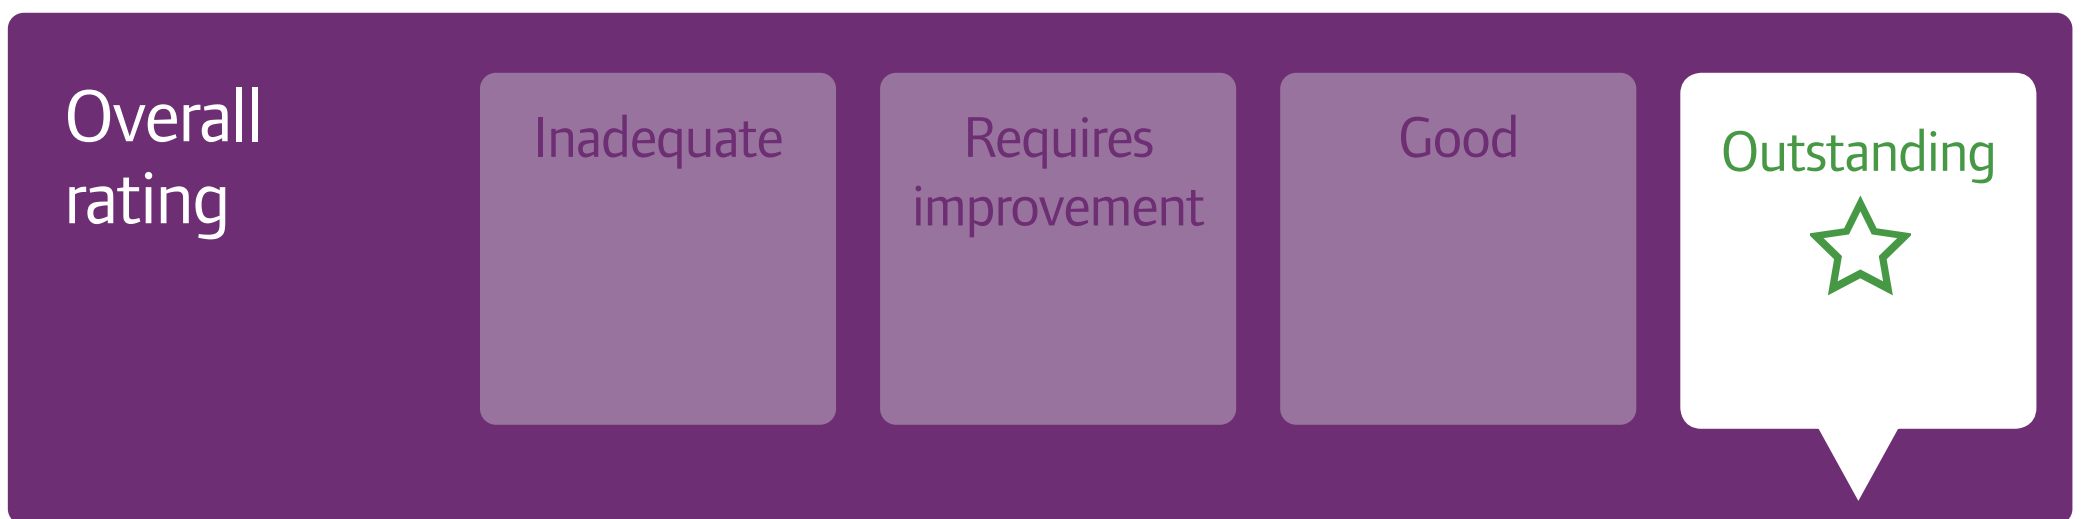 Overall
rating
Inadequate
Requires
improvement
Good
Outstanding